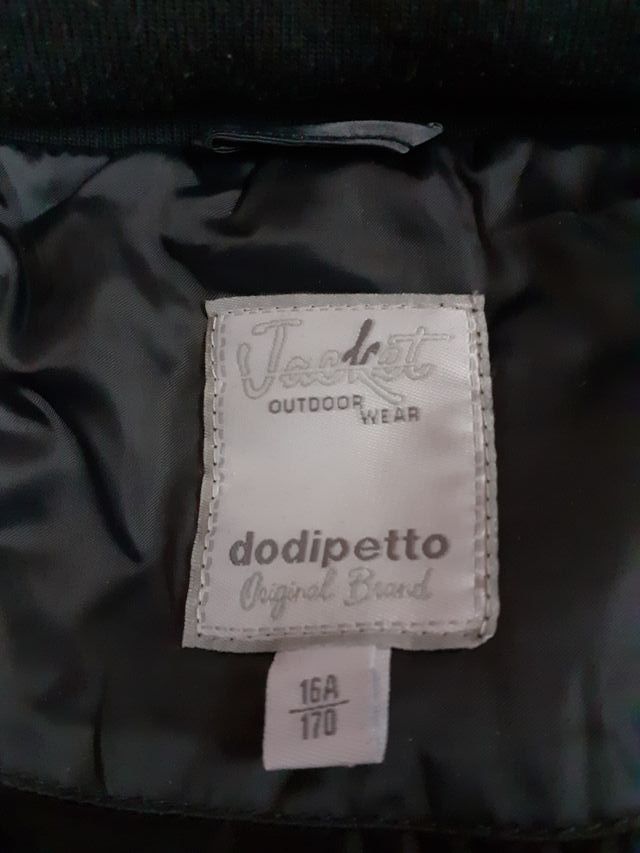 Jacket
OUTDOOR WEAR
dodipetto
Original Brand
16A
170